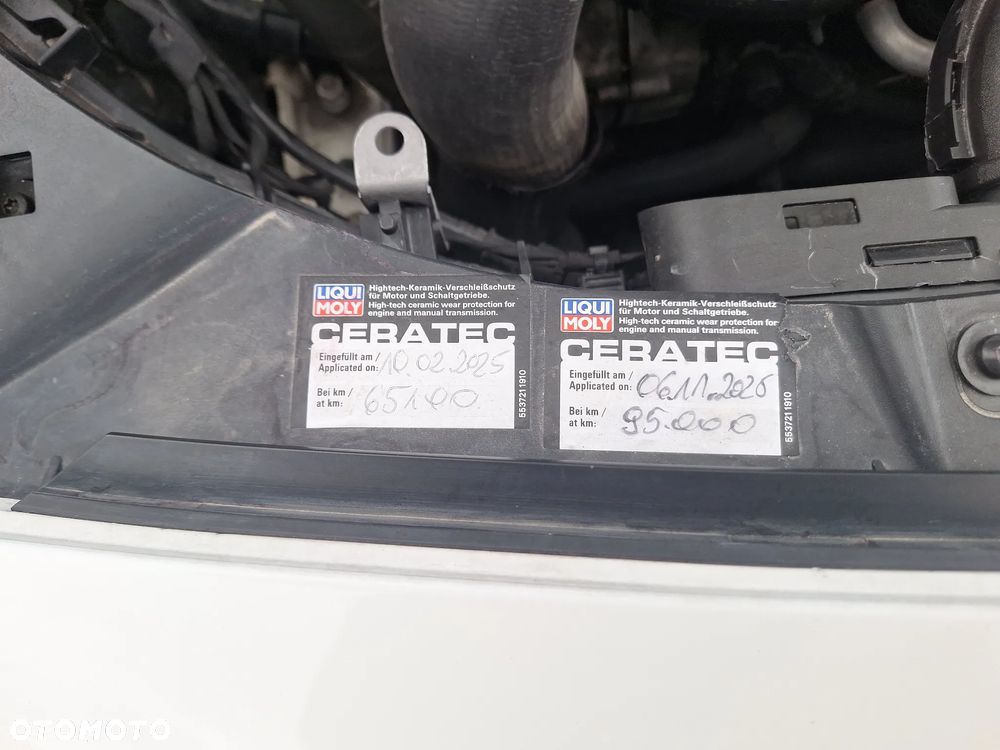 LIQUI
MOLY
Hightech-Keramik-Verschleißschutz
für Motor und Schaltgetriebe.
High-tech ceramic wear protection for
engine and manual transmission.
CERATEC
Eingefüllt am /
Applicated on: 10.02.2025
Bei km /
at km: 65100
5537211910
LIQUI
MOLY
Hightech-Keramik-Verschleißschutz
für Motor und Schaltgetriebe.
High-tech ceramic wear protection for
engine and manual transmission.
CERATEC
Eingefüllt am /
Applicated on: 06.11.2025
Bei km /
at km: 95.000
5537211910
OTOMOTO